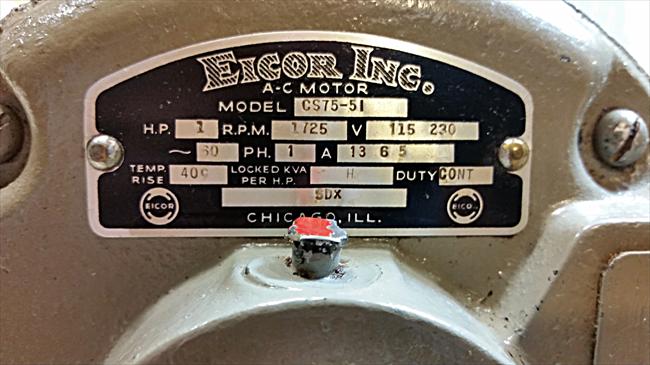 EICOR INC.
A-C MOTOR
MODEL CS75-51
H.P. 1 R.P.M. 1725 V 115 230
~ 60 PH. 1 A 13 6 5
TEMP. RISE 40C LOCKED KVA PER H.P. H DUTY CONT
SDX
EICOR EICOR
CHICAGO, ILL.